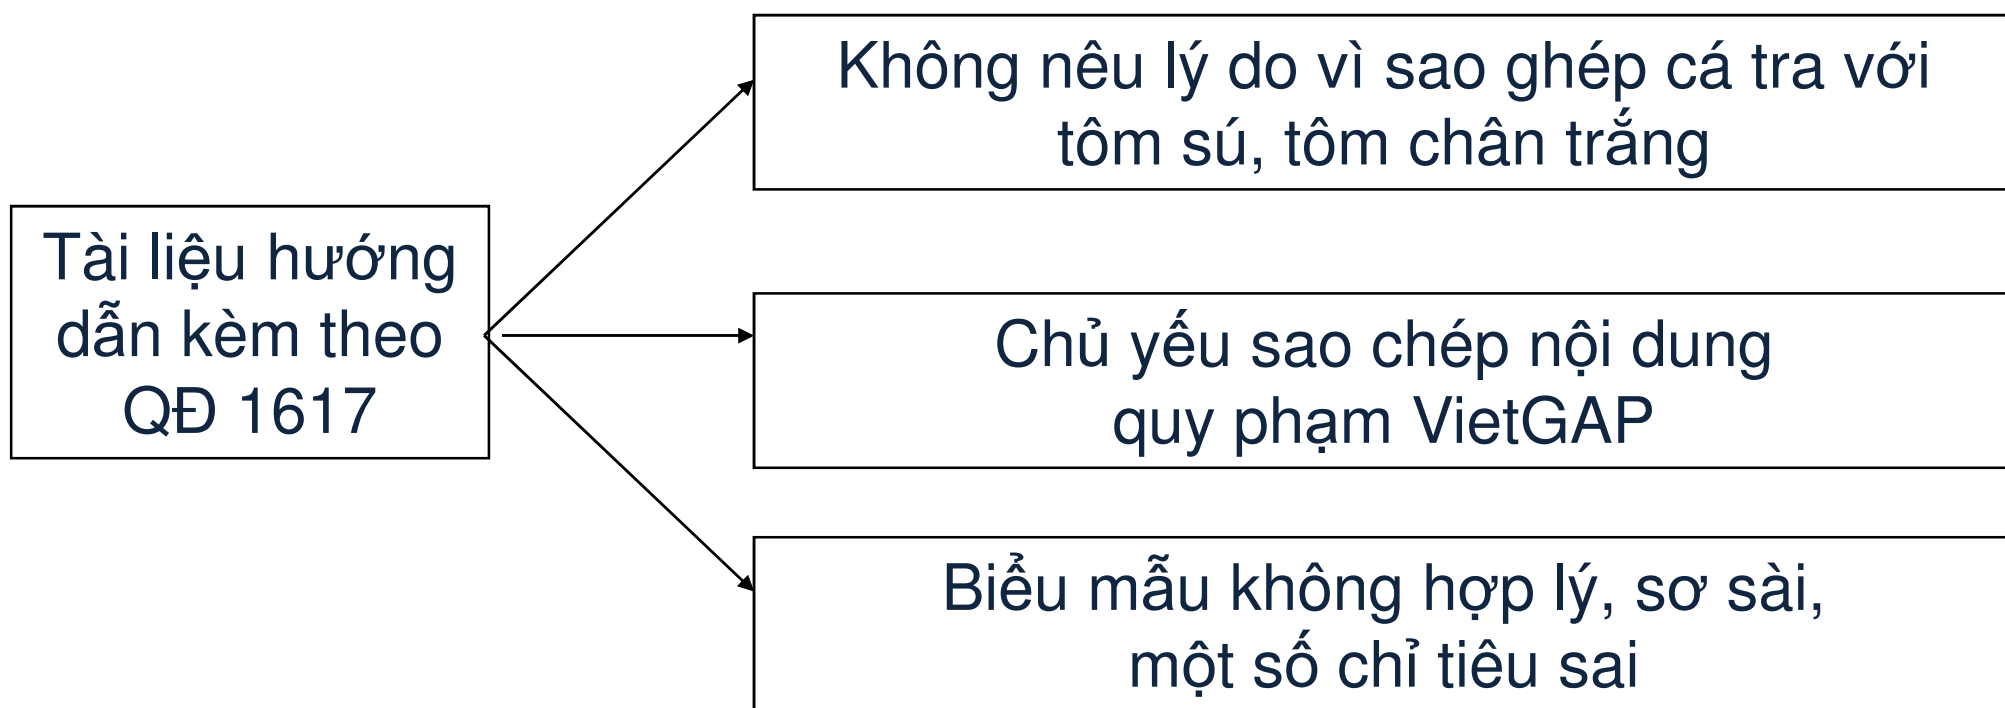 Không nêu lý do vì sao ghép cá tra với
tôm sú, tôm chân trắng
Tài liệu hướng
dẫn kèm theo
QĐ 1617
Chủ yếu sao chép nội dung
quy phạm VietGAP
Biểu mẫu không hợp lý, sơ sài,
một số chỉ tiêu sai